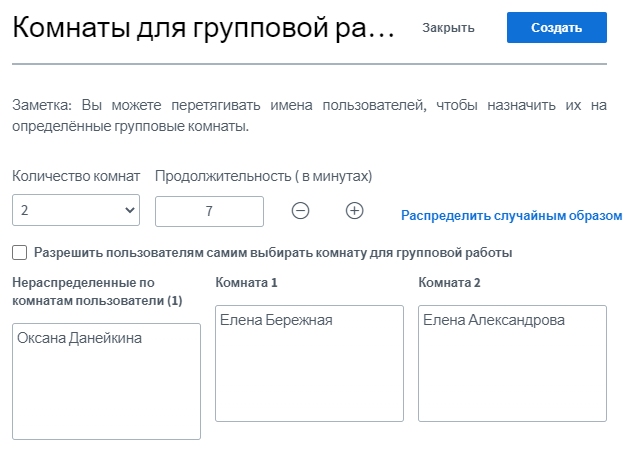 Комнаты для групповой ра...
Закрыть
Создать
Заметка: Вы можете перетягивать имена пользователей, чтобы назначить их на
определённые групповые комнаты.
Количество комнат
Продолжительность ( в минутах)
2
7
Распределить случайным образом
Разрешить пользователям самим выбирать комнату для групповой работы
Нераспределенные по
комнатам пользователи (1)
Комната 1
Комната 2
Оксана Данейкина
Елена Бережная
Елена Александрова